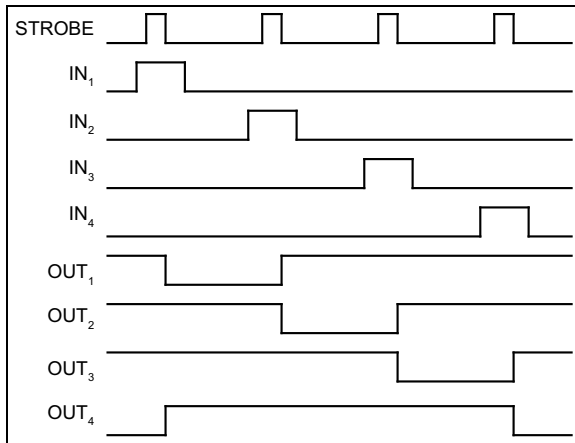 STROBE
IN₁
IN₂
IN₃
IN₄
OUT₁
OUT₂
OUT₃
OUT₄